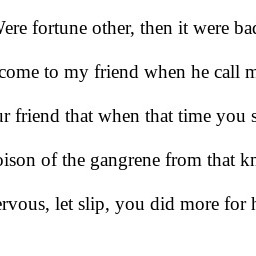 Were fortune other, then it were bad
come to my friend when he call m
ur friend that when that time you s
oison of the gangrene from that kn
ervous, let slip, you did more for h